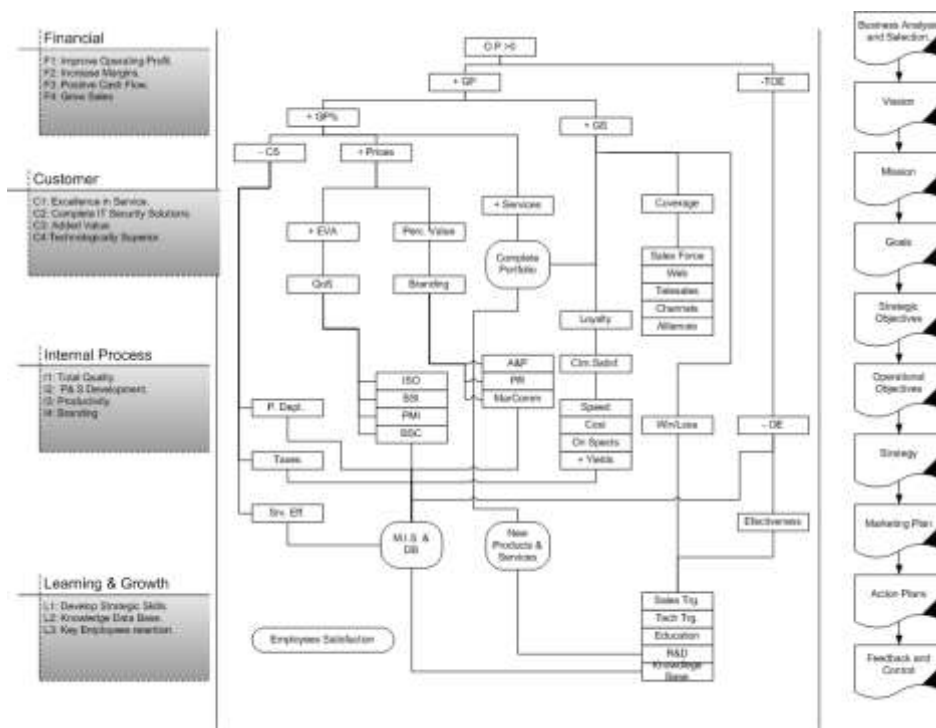 Financial
F1: Improve Operating Profit.
F2: Increase Margins.
F3: Positive Cash Flow.
F4: Grow Sales
Customer
C1: Excellence in Service.
C2: Complete IT Security Solutions.
C3: Added Value
C4:Technologically Superior
Internal Process
I1: Total Quality.
I2: P&S Development.
I3: Productivity.
I4: Branding
Learning & Growth
L1: Develop Strategic Skills.
L2: Knowledge Data Base.
L3: Key Employees retention.
O.P >0
+ GP
-TOE
+ GP%
+ GS
- CS
+ Prices
+ Services
Coverage
+ EVA
Perc. Value
Complete
Portfolio
Sales Force
Web
Telesales
Channels
Alliances
QoS
Branding
Loyalty
A&P
PR
MarComm
Ctm.Satisf.
ISO
SSI
PMI
BSC
P. Dept.
Speed
Cost
On Spects
+ Yields
Win/Loss
- OE
Taxes
Srv. Eff
M.I.S. &
DB
New
Products &
Services
Effectiveness
Employees Satisfaction
Sales Trg.
Tech Trg.
Education
R&D
Knowledge
Base
Business Analysis
and Selection
Vission
Mission
Goals
Strategic
Objectives
Operational
Objectives
Strategy
Marketing Plan
Action Plans
Feedback and
Control